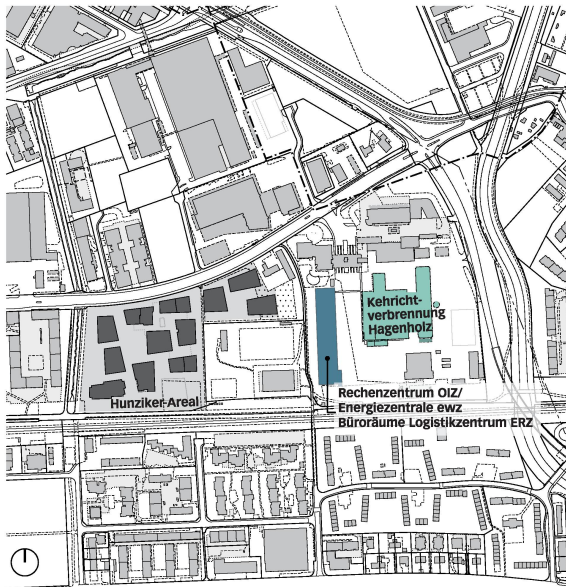 Kehricht-
verbrennung
Hagenholz
Hunziker-Areal
Rechenzentrum OIZ/
Energiezentrale ewz
Büroräume Logistikzentrum ERZ